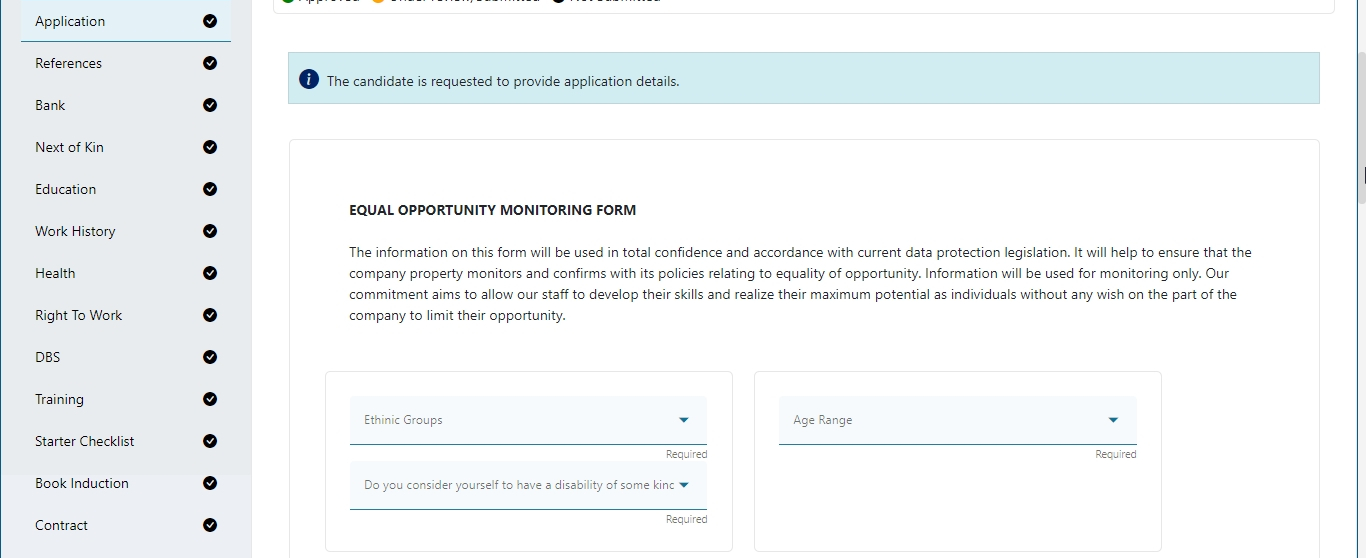 Application
References
Bank
Next of Kin
Education
Work History
Health
Right To Work
DBS
Training
Starter Checklist
Book Induction
Contract
The candidate is requested to provide application details.
EQUAL OPPORTUNITY MONITORING FORM
The information on this form will be used in total confidence and accordance with current data protection legislation. It will help to ensure that the
company property monitors and confirms with its policies relating to equality of opportunity. Information will be used for monitoring only. Our
commitment aims to allow our staff to develop their skills and realize their maximum potential as individuals without any wish on the part of the
company to limit their opportunity.
Ethinic Groups
Required
Do you consider yourself to have a disability of some kinc
Required
Age Range
Required